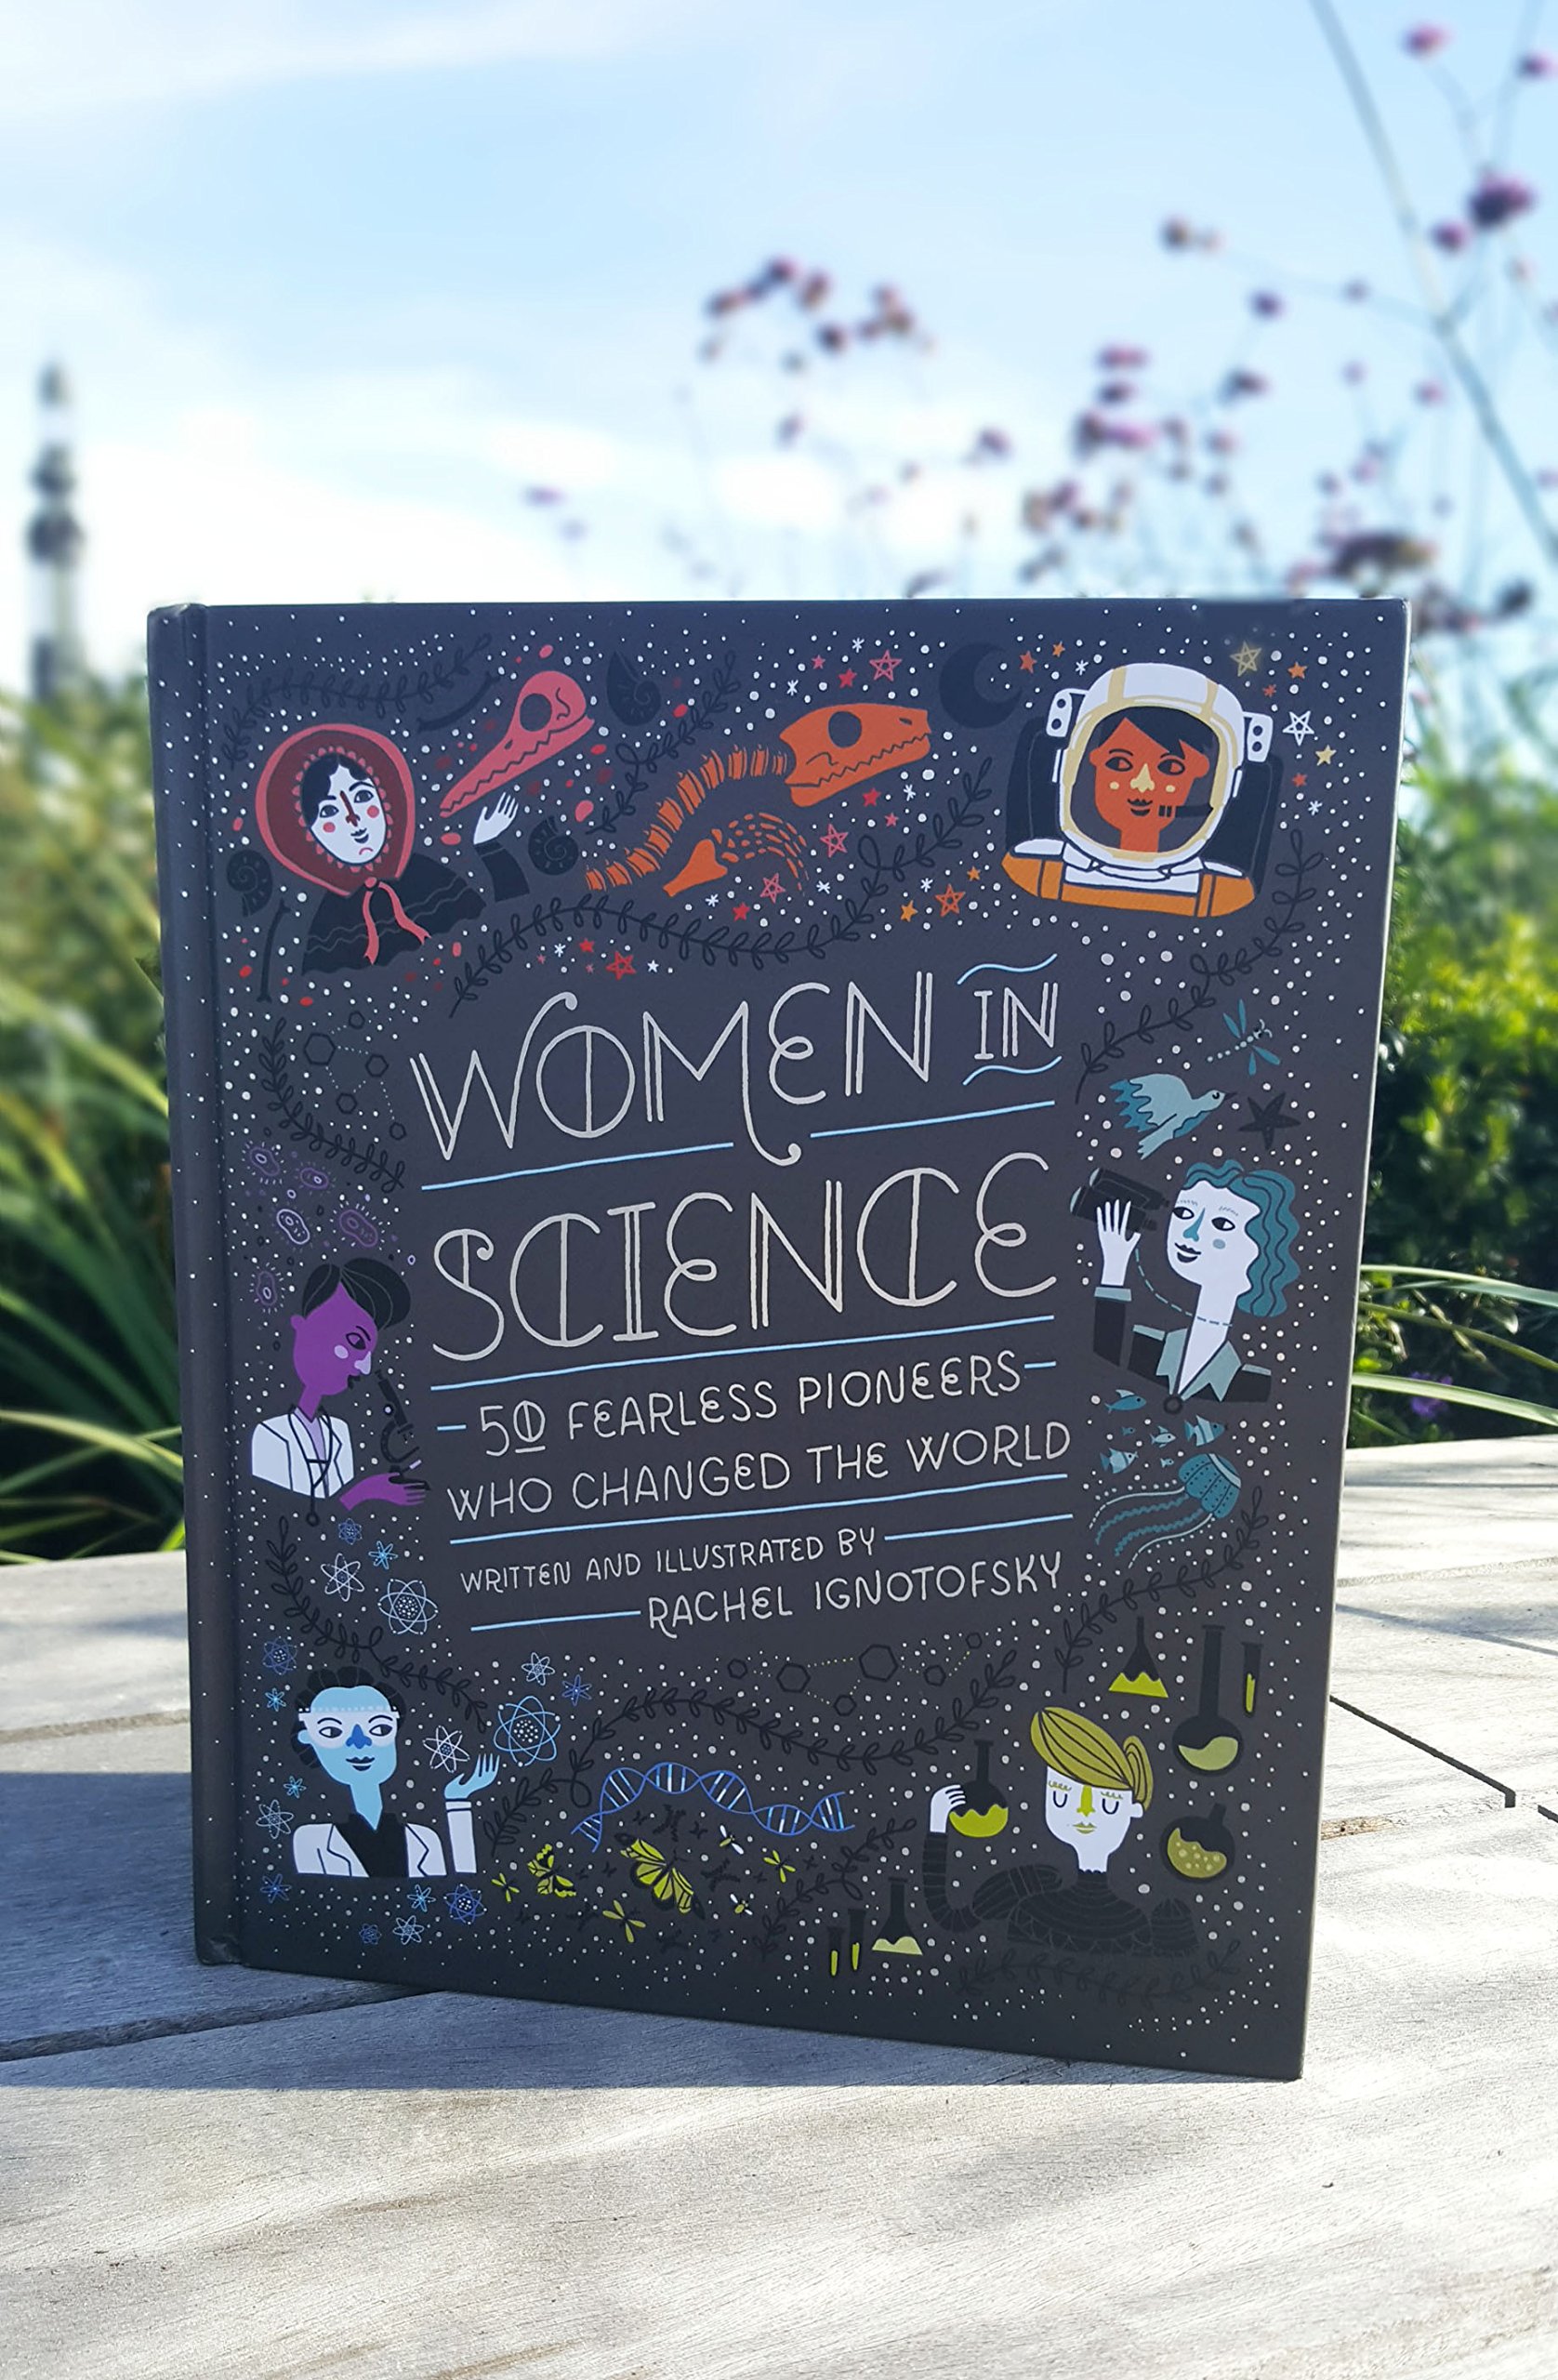 WOMEN IN
SCIENCE
50 FEARLESS PIONEERS
WHO CHANGED THE WORLD
WRITTEN AND ILLUSTRATED BY
RACHEL IGNOTOFSKY